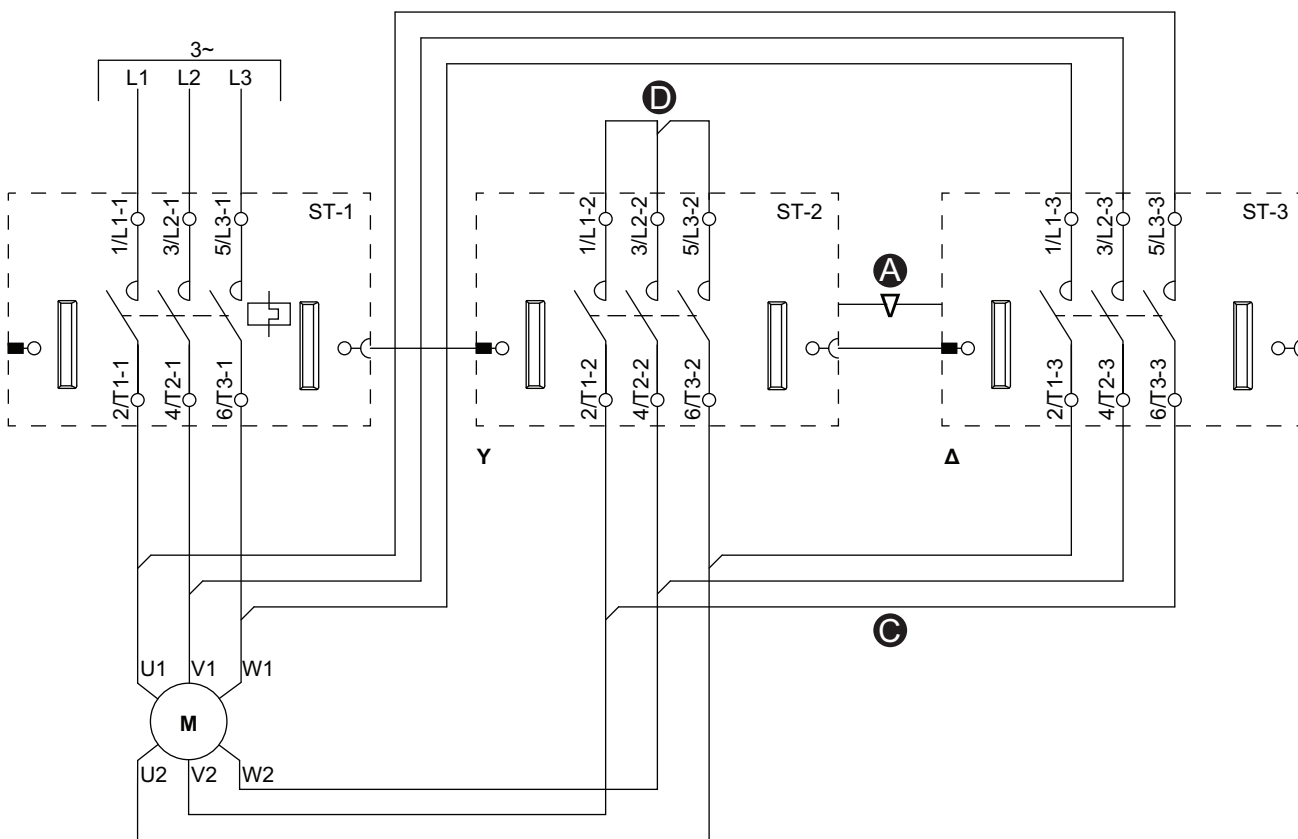 3~
L1 L2 L3
D
ST-1
ST-2
ST-3
1/L1-1
3/L2-1
5/L3-1
1/L1-2
3/L2-2
5/L3-2
1/L1-3
3/L2-3
5/L3-3
A
2/T1-1
4/T2-1
6/T3-1
2/T1-2
4/T2-2
6/T3-2
2/T1-3
4/T2-3
6/T3-3
Y
Δ
C
U1 V1 W1
M
U2 V2 W2